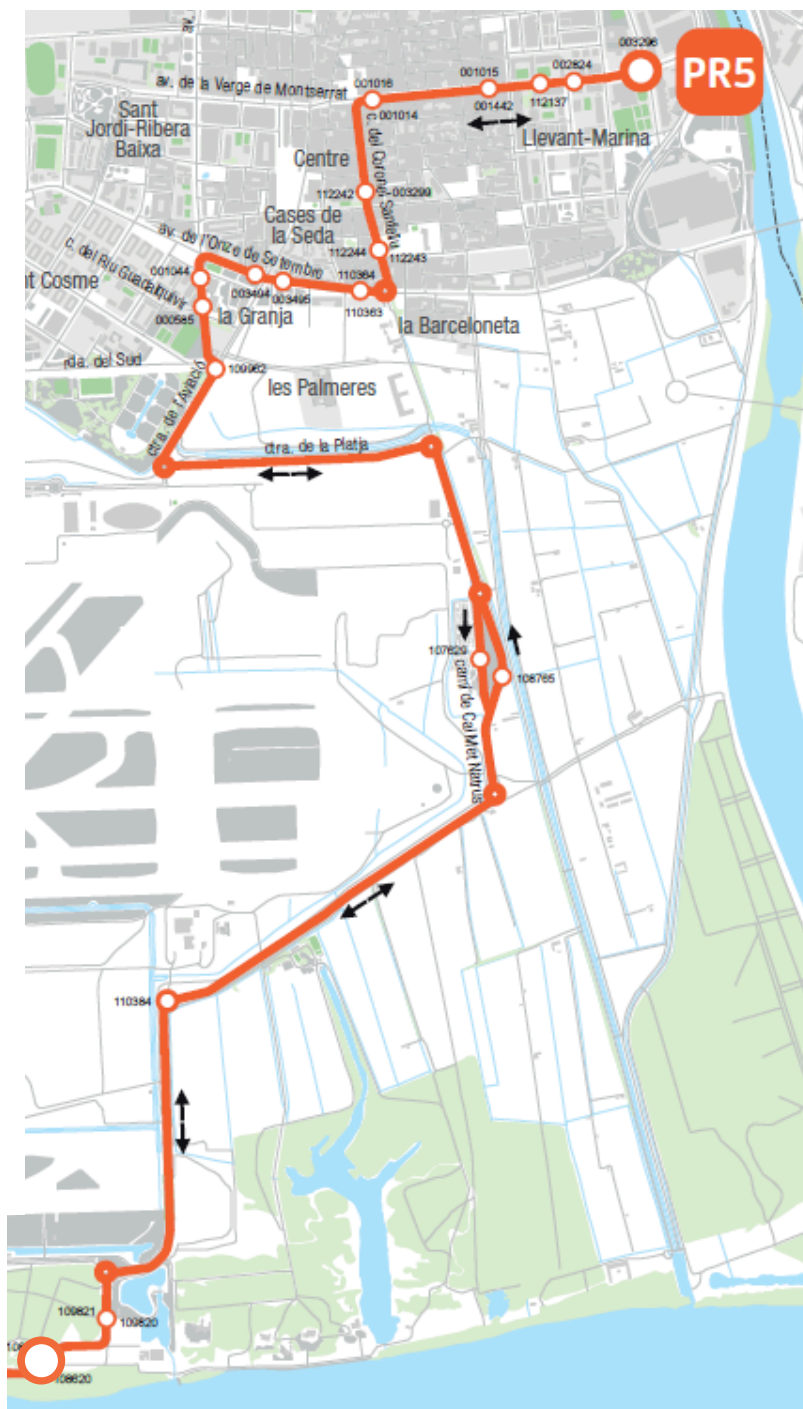 003296
PR5
002824
001015
112137
001442
av. de la Verge de Montserrat
001016
001014
Llevant-Marina
Sant
Jordi-Ribera
Baixa
Centre
112242
003299
Cases de
la Seda
112244
112243
av. de l'Onze de Setembre
c. del Riu Guadalquivir
001044
003494
003495
110364
110363
nt Cosme
000585
la Granja
la Barceloneta
rda. del Sud
109962
les Palmeres
ctra. de l'Aviació
ctra. de la Platja
107629
108765
camí de Cal Met Natrus
110384
109821
109820
108620